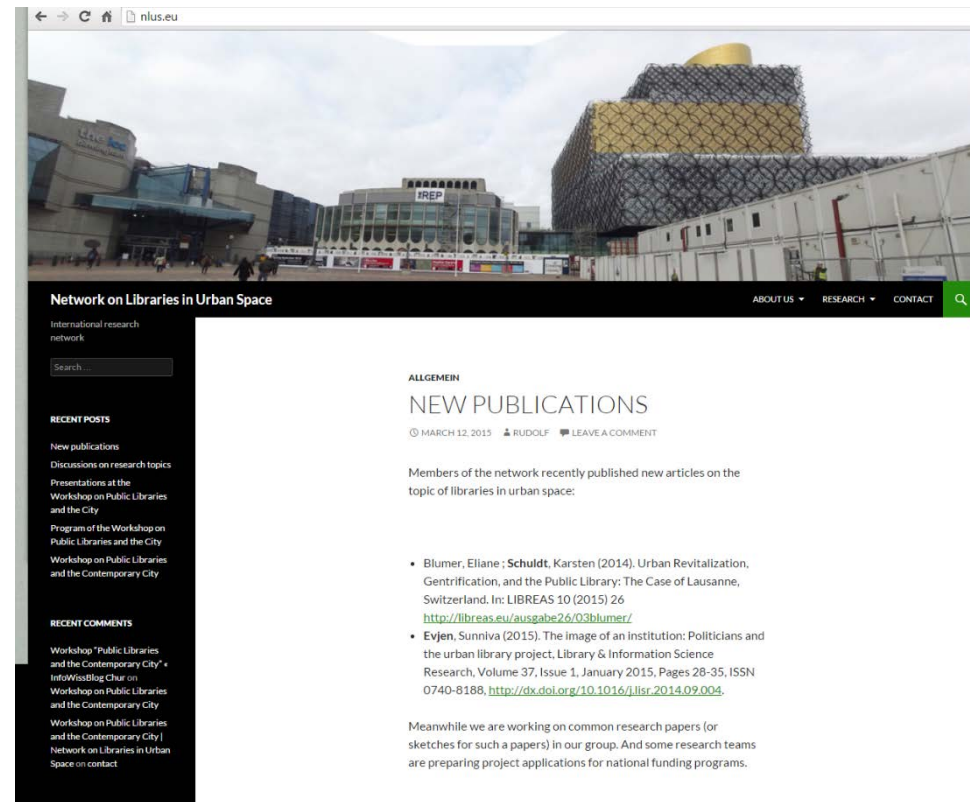 nlus.eu
the icc
birmingham
REP
Network on Libraries in Urban Space
ABOUT US
RESEARCH
CONTACT
International research
network
Search ...
RECENT POSTS
New publications
Discussions on research topics
Presentations at the
Workshop on Public Libraries
and the City
Program of the Workshop on
Public Libraries and the City
Workshop on Public Libraries
and the Contemporary City
RECENT COMMENTS
Workshop "Public Libraries
and the Contemporary City" «
InfoWissBlog Chur on
Workshop on Public Libraries
and the Contemporary City
Workshop on Public Libraries
and the Contemporary City |
Network on Libraries in Urban
Space on contact
ALLGEMEIN
NEW PUBLICATIONS
MARCH 12, 2015 RUDOLF LEAVE A COMMENT
Members of the network recently published new articles on the
topic of libraries in urban space:
• Blumer, Eliane ; Schuldt, Karsten (2014). Urban Revitalization,
Gentrification, and the Public Library: The Case of Lausanne,
Switzerland. In: LIBREAS 10 (2015) 26
http://libreas.eu/ausgabe26/03blumer/
• Evjen, Sunniva (2015). The image of an institution: Politicians and
the urban library project, Library & Information Science
Research, Volume 37, Issue 1, January 2015, Pages 28-35, ISSN
0740-8188, http://dx.doi.org/10.1016/j.lisr.2014.09.004.
Meanwhile we are working on common research papers (or
sketches for such a papers) in our group. And some research teams
are preparing project applications for national funding programs.